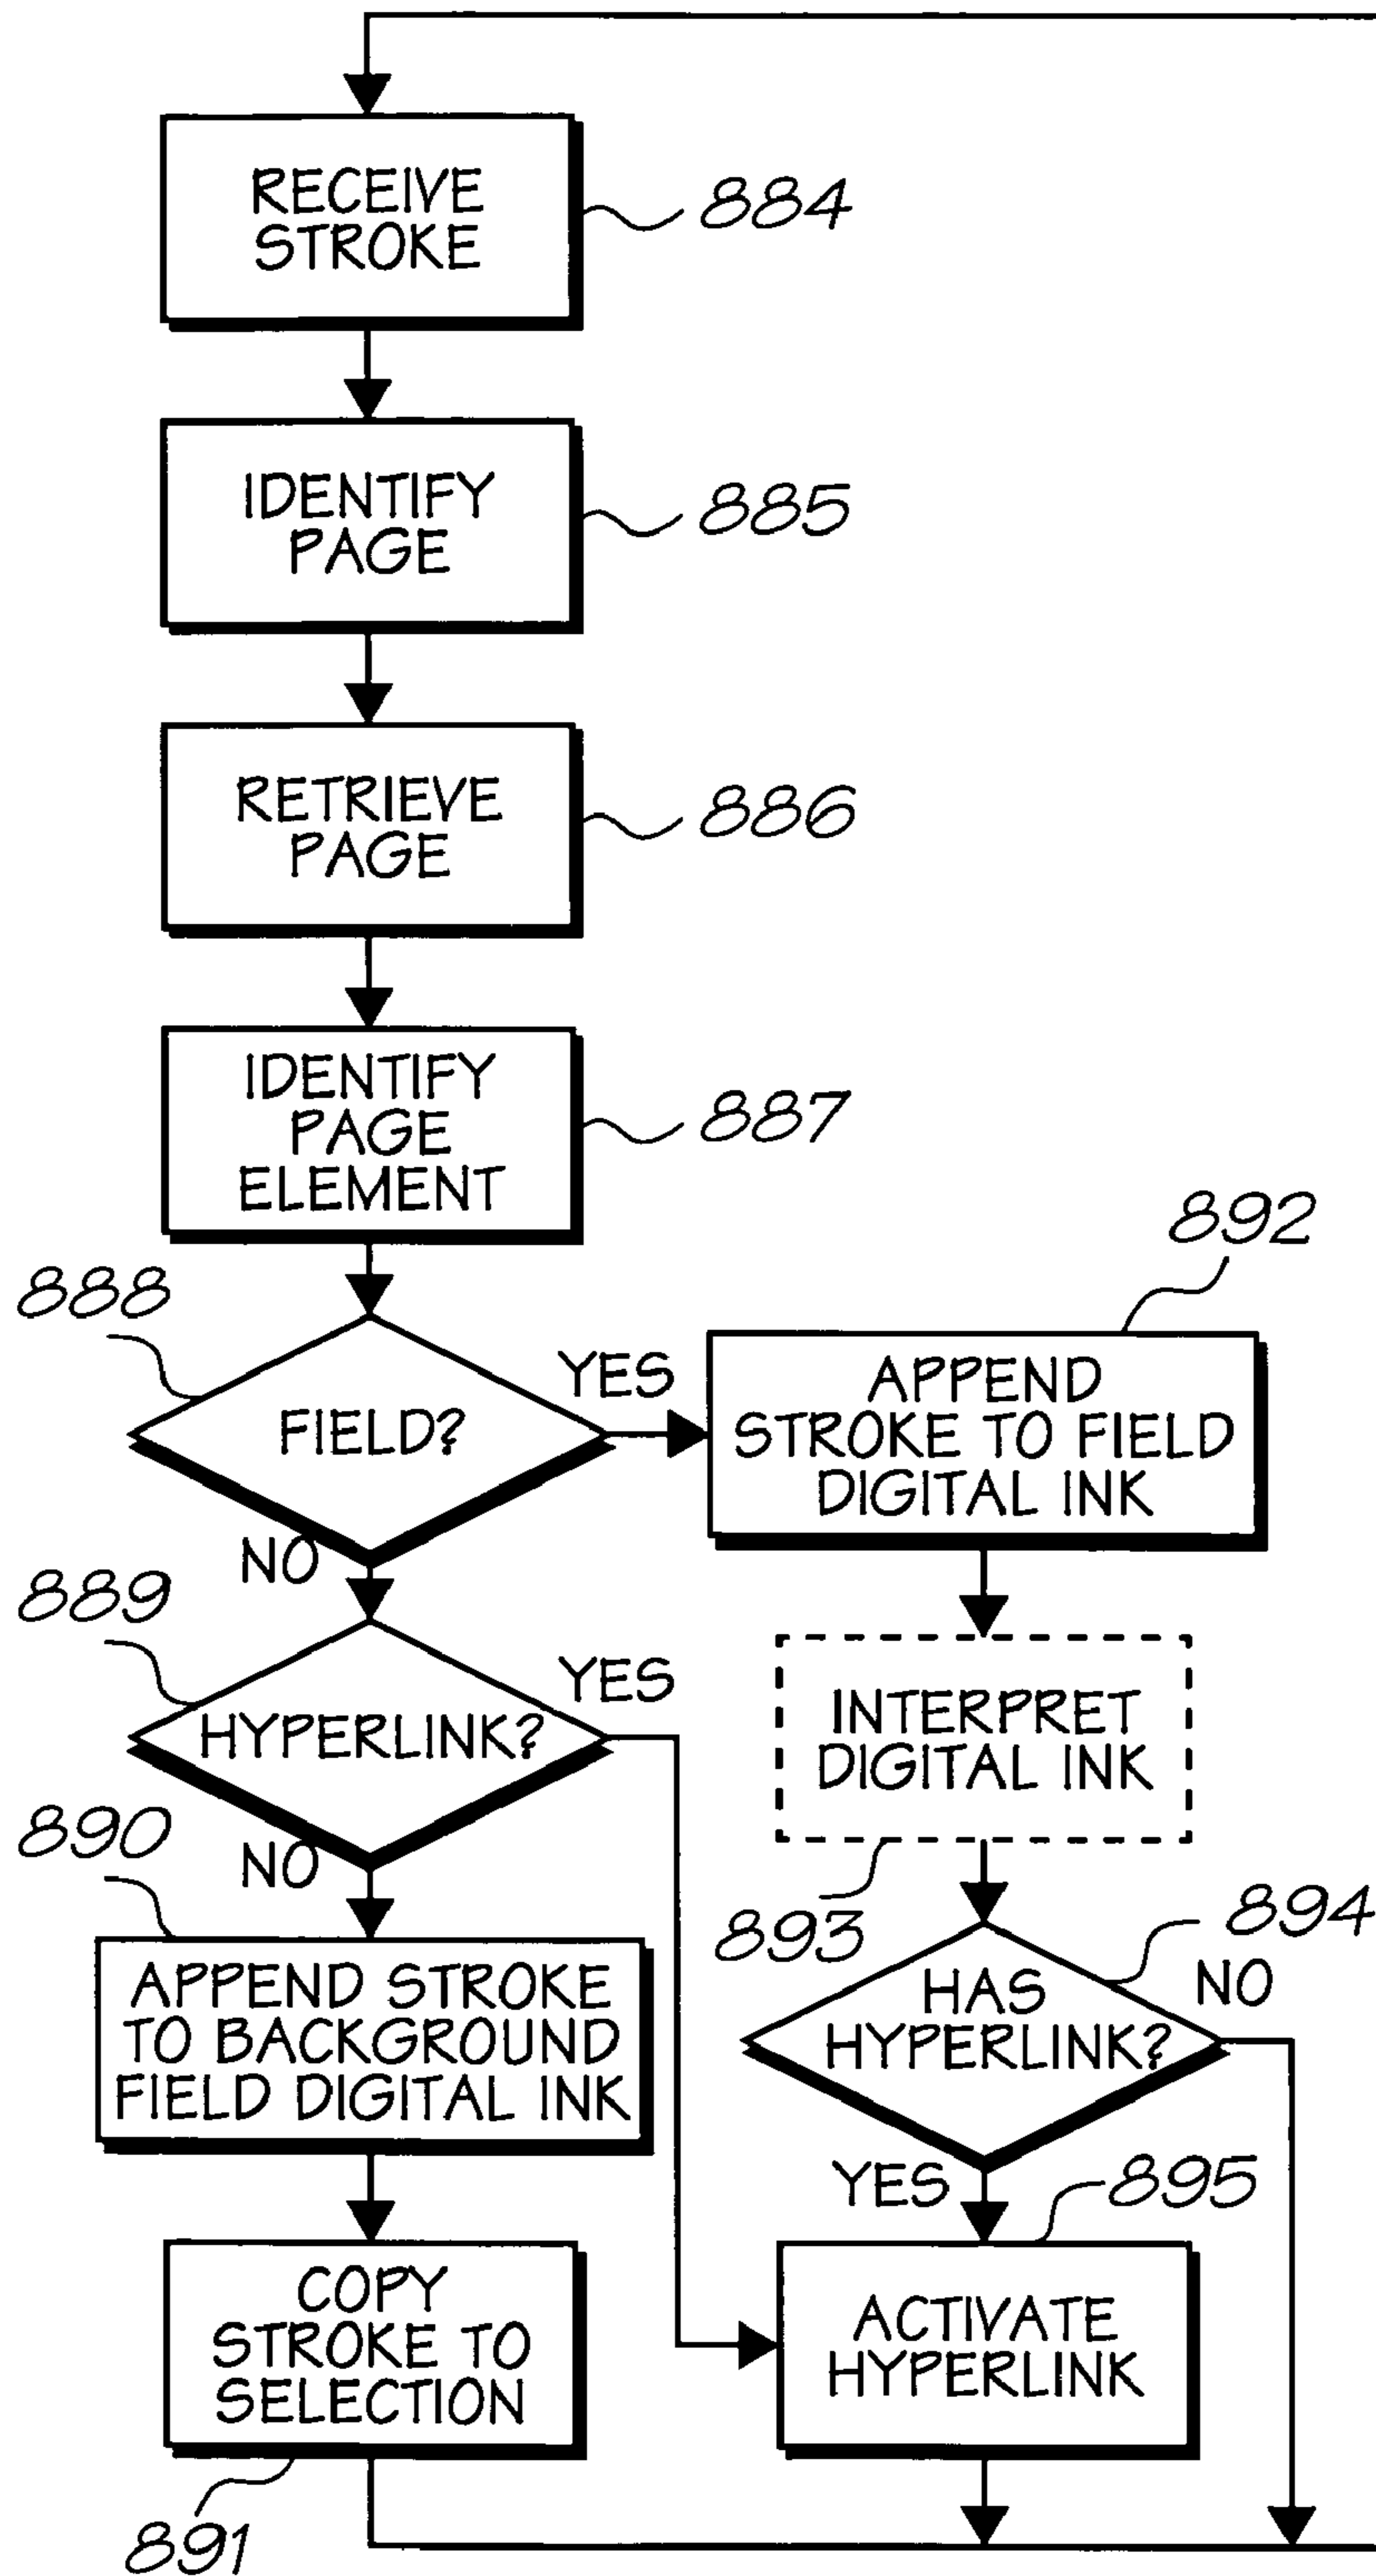 RECEIVE
STROKE
884
IDENTIFY
PAGE
885
RETRIEVE
PAGE
886
IDENTIFY
PAGE
ELEMENT
887
888
FIELD?
YES
NO
892
APPEND
STROKE TO FIELD
DIGITAL INK
889
HYPERLINK?
YES
NO
INTERPRET
DIGITAL INK
893
890
APPEND STROKE
TO BACKGROUND
FIELD DIGITAL INK
894
HAS
HYPERLINK?
NO
YES
895
COPY
STROKE TO
SELECTION
891
ACTIVATE
HYPERLINK